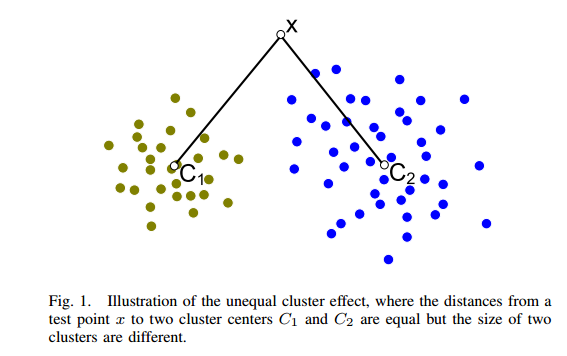 X
C1
C2
Fig. 1. Illustration of the unequal cluster effect, where the distances from a
test point x to two cluster centers C1 and C2 are equal but the size of two
clusters are different.